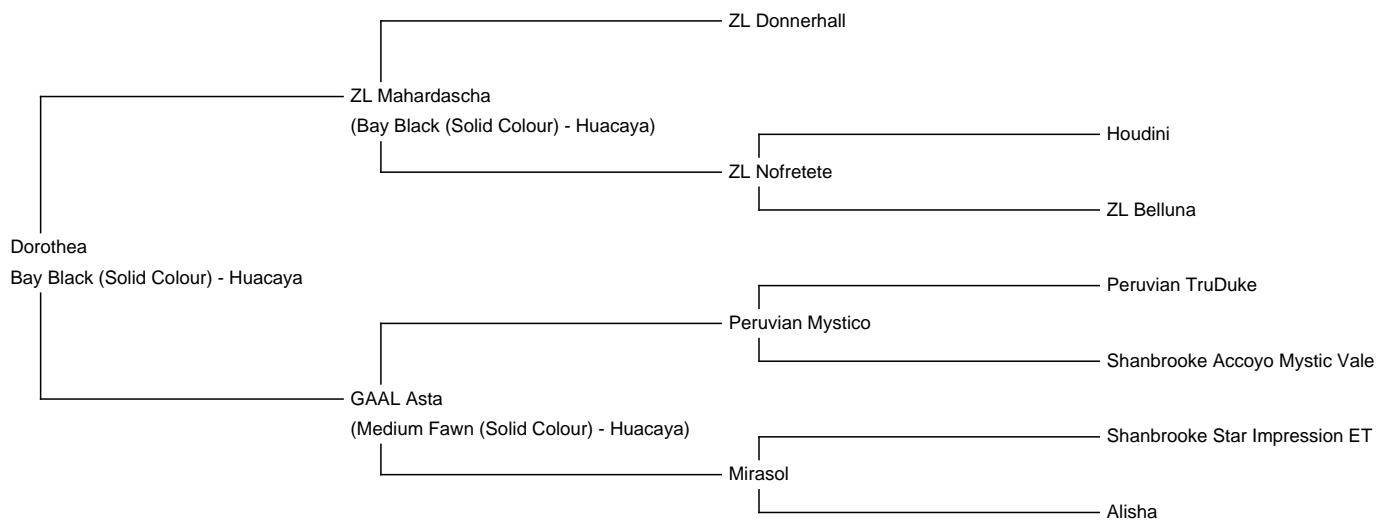 ZL Donnerhall
ZL Mahardascha
(Bay Black (Solid Colour) - Huacaya)
Houdini
ZL Nofretete
ZL Belluna
Dorothea
Bay Black (Solid Colour) - Huacaya
Peruvian TruDuke
Peruvian Mystico
Shanbrooke Accoyo Mystic Vale
GAAL Asta
(Medium Fawn (Solid Colour) - Huacaya)
Shanbrooke Star Impression ET
Mirasol
Alisha